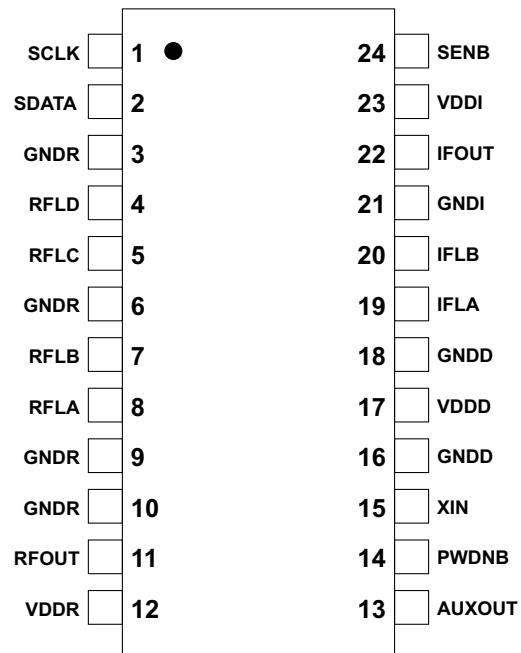 SCLK 1 24 SENB
SDATA 2 23 VDDI
GNDR 3 22 IFOUT
RFLD 4 21 GNDI
RFLC 5 20 IFLB
GNDR 6 19 IFLA
RFLB 7 18 GNDD
RFLA 8 17 VDDD
GNDR 9 16 GNDD
GNDR 10 15 XIN
RFOUT 11 14 PWDNB
VDDR 12 13 AUXOUT